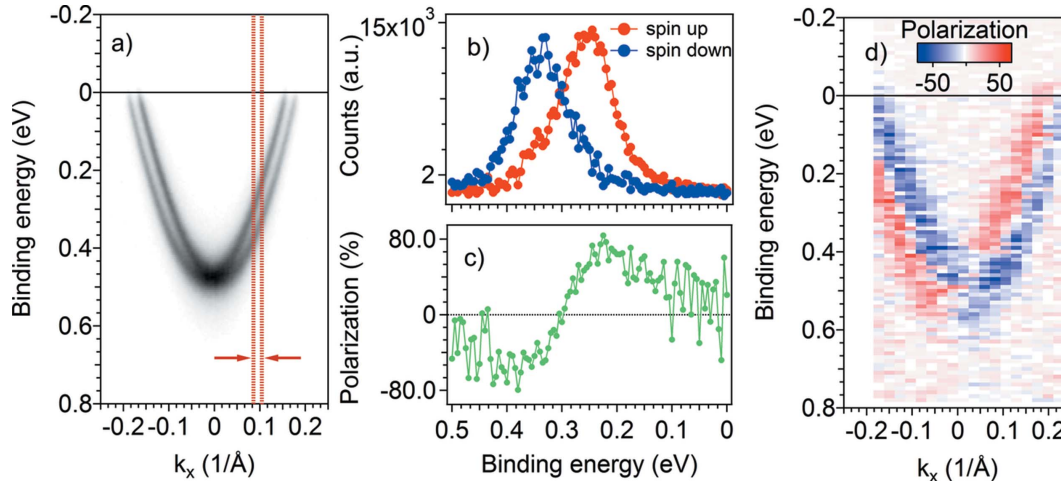 a)
-0.2
0
0.2
0.4
0.6
0.8
Binding energy (eV)
-0.2 -0.1 0 0.1 0.2
kx (1/Å)
b)
15x10³
2
Counts (a.u.)
spin up
spin down
c)
80.0
0
-80.0
Polarization (%)
0.5 0.4 0.3 0.2 0.1 0
Binding energy (eV)
d)
Polarization
-50 50
-0.2
0
0.2
0.4
0.6
0.8
Binding energy (eV)
-0.2 -0.1 0 0.1 0.2
kx (1/Å)